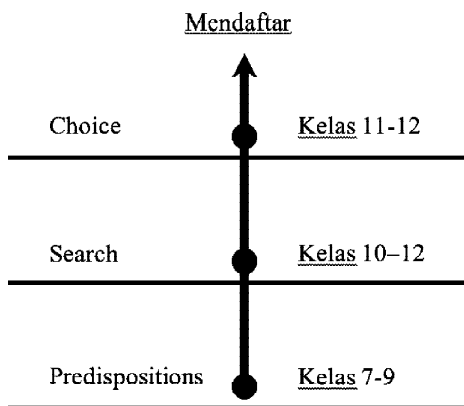 Mendaftar
Choice Kelas 11-12
Search Kelas 10–12
Predispositions Kelas 7-9